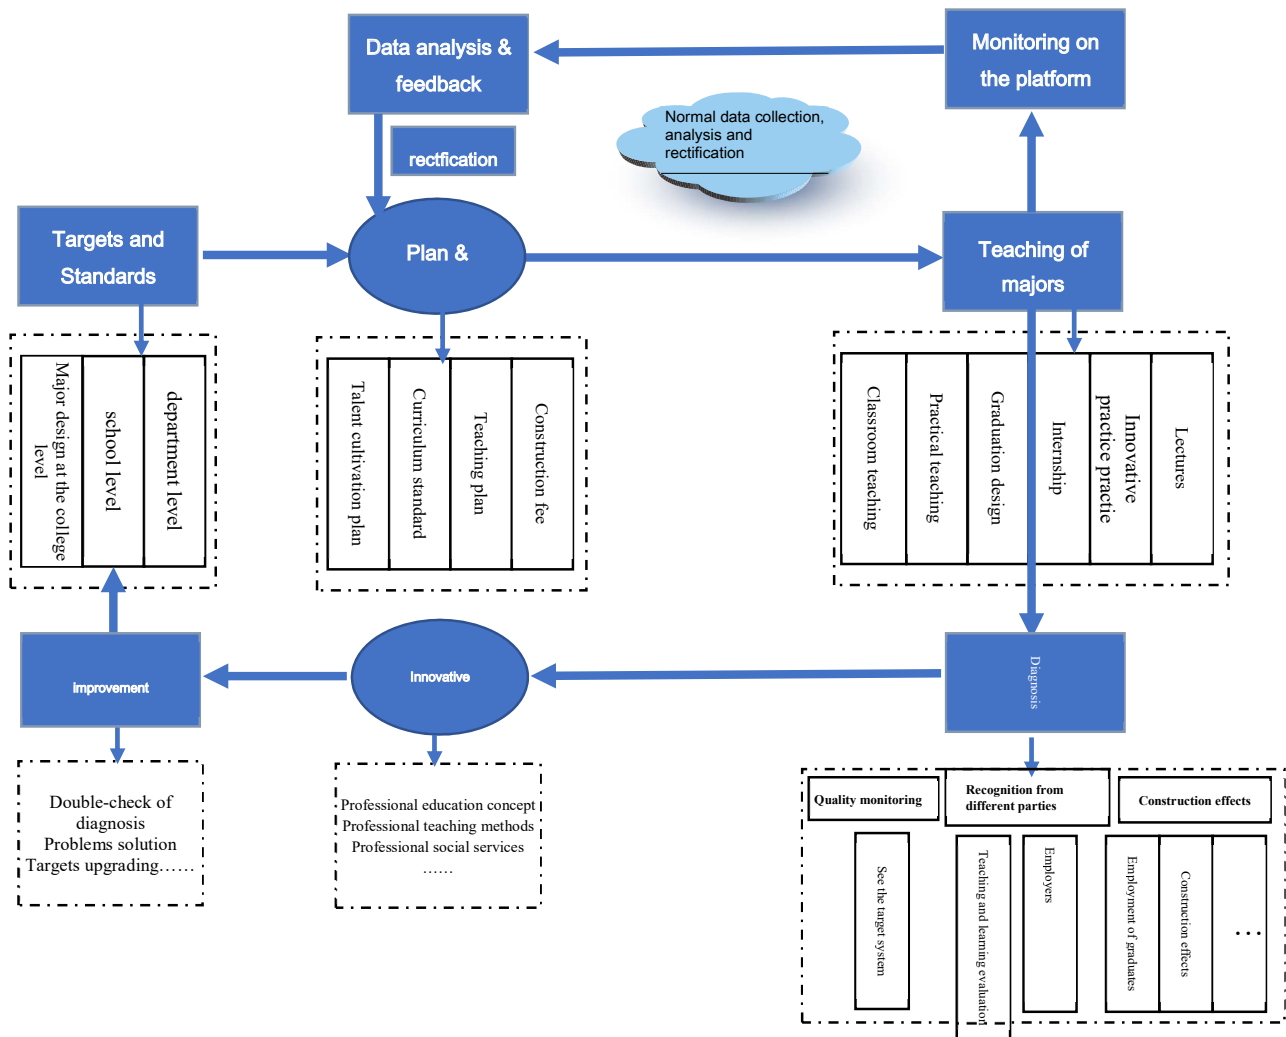 Data analysis &
feedback
Monitoring on
the platform
Normal data collection,
analysis and
rectification
rectfication
Targets and
Standards
Plan &
Teaching of
majors
Major design at the college
level
school level
department level
Talent cultivation plan
Curriculum standard
Teaching plan
Construction fee
Classroom teaching
Practical teaching
Graduation design
Internship
Innovative
practice practie
Lectures
Improvement
Innovative
Diagnosis
Double-check of
diagnosis
Problems solution
Targets upgrading……
Professional education concept
Professional teaching methods
Professional social services
……
Quality monitoring
Recognition from
different parties
Construction effects
See the target
system
Teaching and learning evaluation
Employers
Employment of
graduates
Construction effects
…